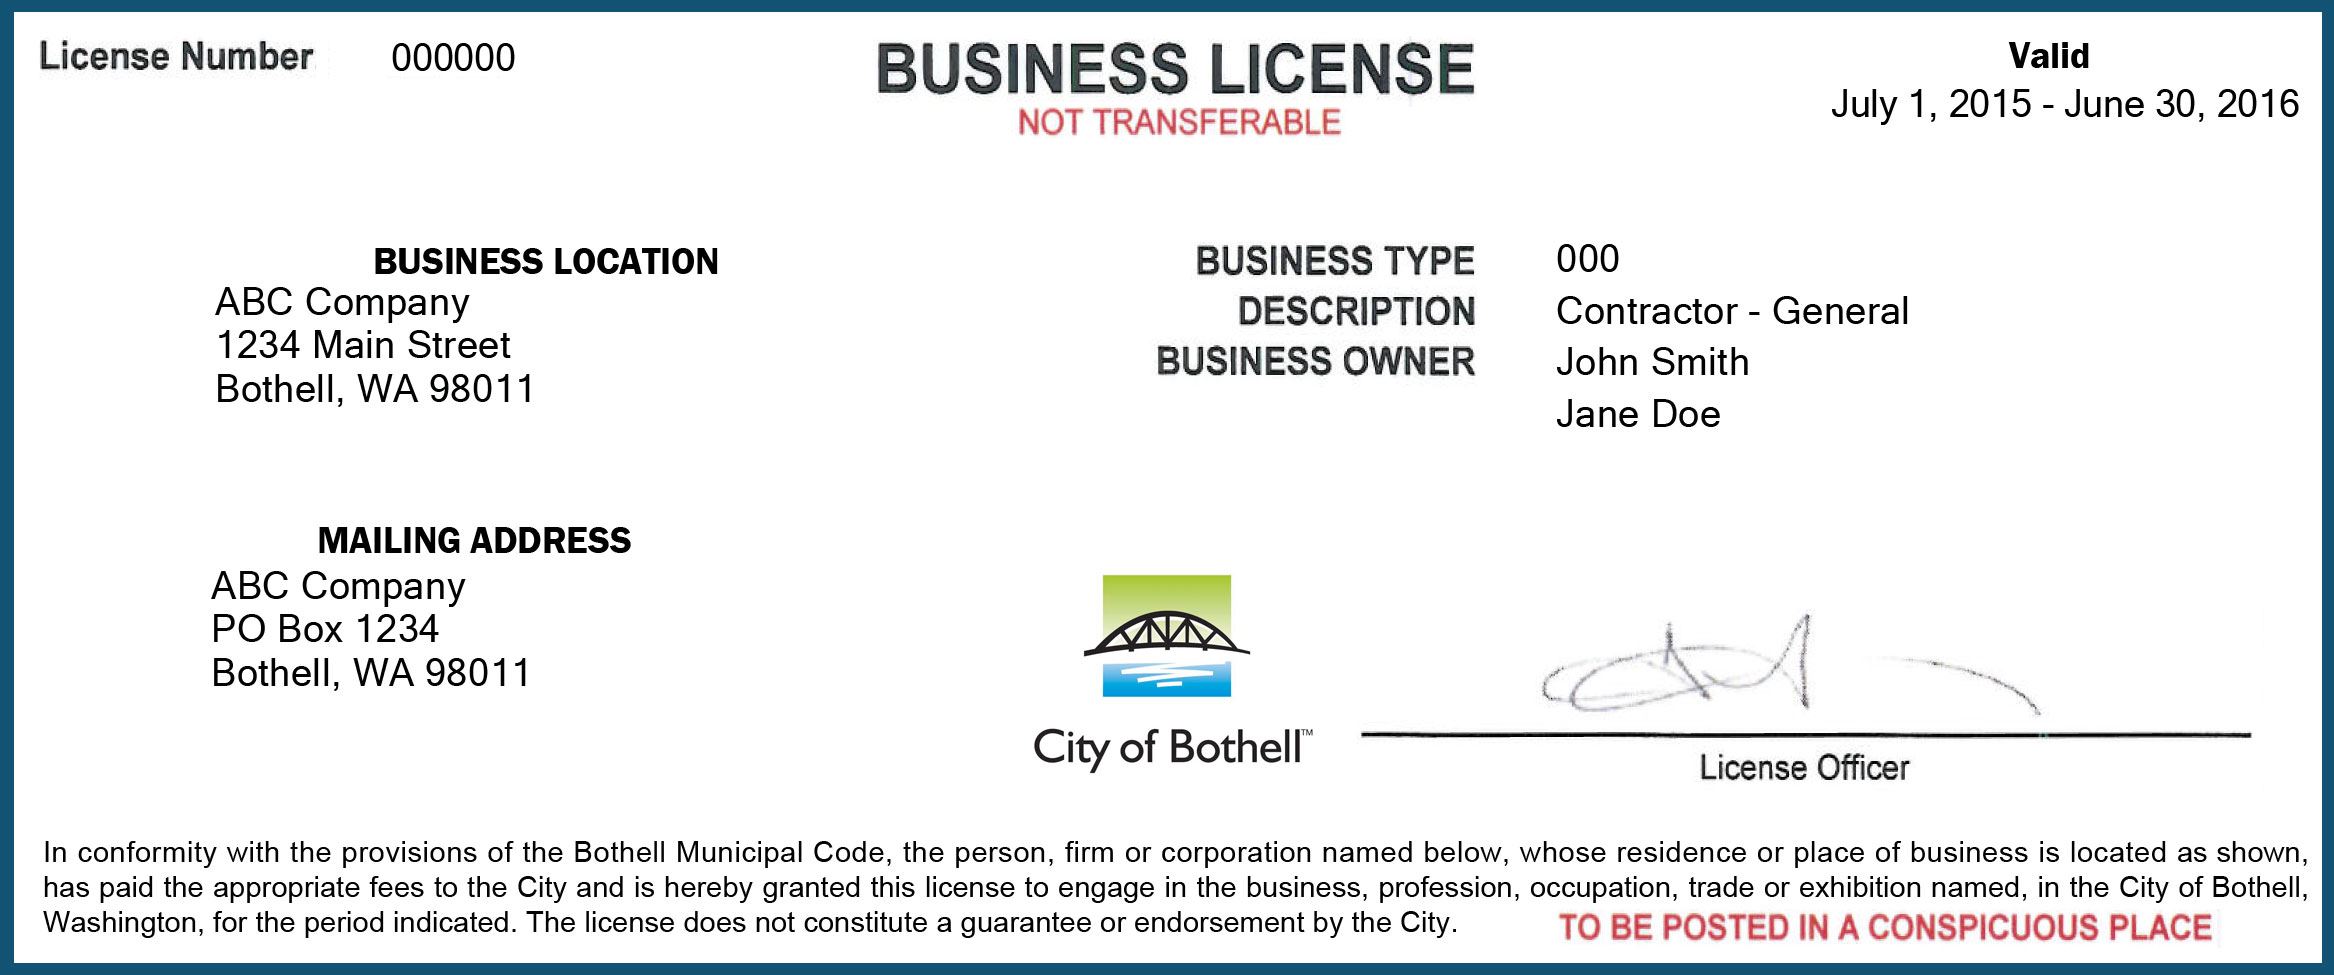 License Number 000000
BUSINESS LICENSE
NOT TRANSFERABLE
Valid
July 1, 2015 - June 30, 2016
BUSINESS LOCATION
ABC Company
1234 Main Street
Bothell, WA 98011
BUSINESS TYPE 000
DESCRIPTION Contractor - General
BUSINESS OWNER John Smith
Jane Doe
MAILING ADDRESS
ABC Company
PO Box 1234
Bothell, WA 98011
City of Bothell™
License Officer
In conformity with the provisions of the Bothell Municipal Code, the person, firm or corporation named below, whose residence or place of business is located as shown,
has paid the appropriate fees to the City and is hereby granted this license to engage in the business, profession, occupation, trade or exhibition named, in the City of Bothell,
Washington, for the period indicated. The license does not constitute a guarantee or endorsement by the City.
TO BE POSTED IN A CONSPICUOUS PLACE